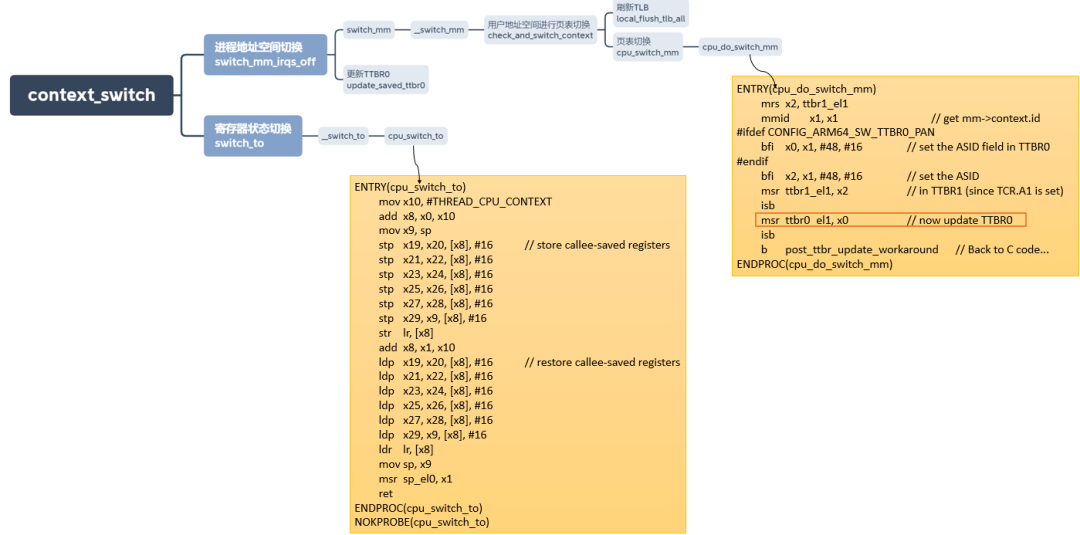 context_switch
进程地址空间切换
switch_mm_irqs_off
switch_mm
__switch_mm
用户地址空间进行页表切换
check_and_switch_context
刷新TLB
local_flush_tlb_all
页表切换
cpu_switch_mm
cpu_do_switch_mm
更新TTBR0
update_saved_ttbr0
寄存器状态切换
switch_to
__switch_to
cpu_switch_to
ENTRY(cpu_do_switch_mm)
mrs x2, ttbr1_el1
mmid x1, x1 // get mm->context.id
#ifdef CONFIG_ARM64_SW_TTBR0_PAN
bfi x0, x1, #48, #16 // set the ASID field in TTBR0
#endif
bfi x2, x1, #48, #16 // set the ASID
msr ttbr1_el1, x2 // in TTBR1 (since TCR.A1 is set)
isb
msr ttbr0_el1, x0 // now update TTBR0
isb
b post_ttbr_update_workaround // Back to C code...
ENDPROC(cpu_do_switch_mm)
ENTRY(cpu_switch_to)
mov x10, #THREAD_CPU_CONTEXT
add x8, x0, x10
mov x9, sp
stp x19, x20, [x8], #16 // store callee-saved registers
stp x21, x22, [x8], #16
stp x23, x24, [x8], #16
stp x25, x26, [x8], #16
stp x27, x28, [x8], #16
stp x29, x9, [x8], #16
str lr, [x8]
add x8, x1, x10
ldp x19, x20, [x8], #16 // restore callee-saved registers
ldp x21, x22, [x8], #16
ldp x23, x24, [x8], #16
ldp x25, x26, [x8], #16
ldp x27, x28, [x8], #16
ldp x29, x9, [x8], #16
ldr lr, [x8]
mov sp, x9
msr sp_el0, x1
ret
ENDPROC(cpu_switch_to)
NOKPROBE(cpu_switch_to)